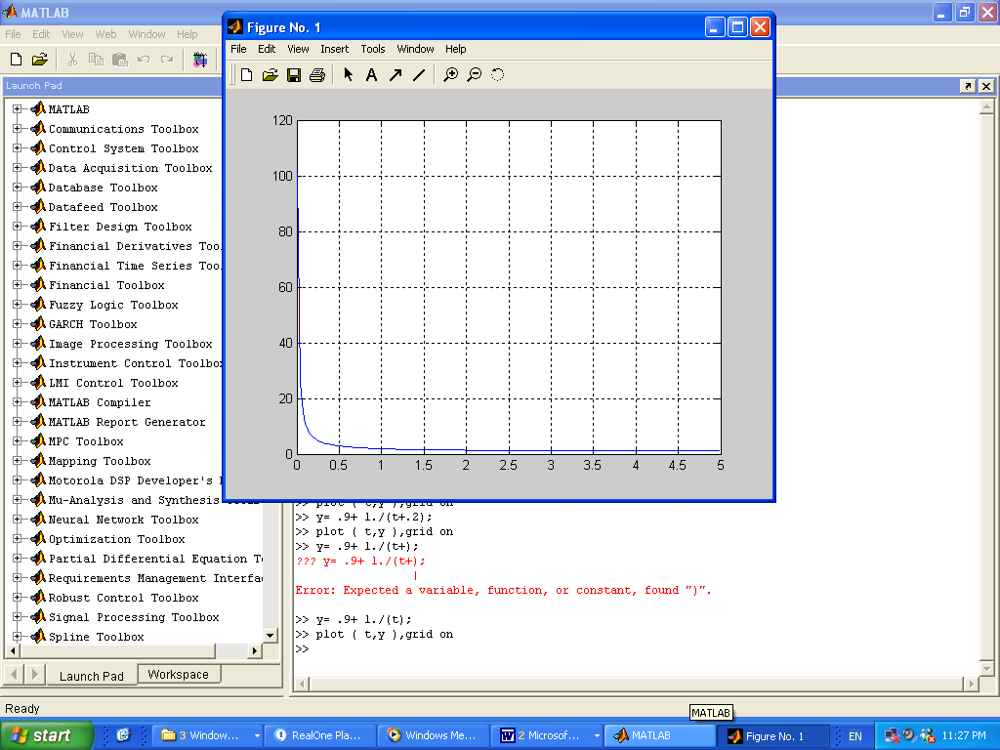 MATLAB
File Edit View Web Window Help
Launch Pad
MATLAB
Communications Toolbox
Control System Toolbox
Data Acquisition Toolbox
Database Toolbox
Datafeed Toolbox
Filter Design Toolbox
Financial Derivatives Too
Financial Time Series Too
Financial Toolbox
Fuzzy Logic Toolbox
GARCH Toolbox
Image Processing Toolbox
Instrument Control Toolbox
LMI Control Toolbox
MATLAB Compiler
MATLAB Report Generator
MPC Toolbox
Mapping Toolbox
Motorola DSP Developer's
Mu-Analysis and Synthesis
Neural Network Toolbox
Optimization Toolbox
Partial Differential Equation T
Requirements Management Interfa
Robust Control Toolbox
Signal Processing Toolbox
Spline Toolbox
Launch Pad Workspace
Figure No. 1
File Edit View Insert Tools Window Help
A
120
100
80
60
40
20
0
0 0.5 1 1.5 2 2.5 3 3.5 4 4.5 5
>> plot ( t,y ),grid on
>> y= .9+ 1./(t+.2);
>> plot ( t,y ),grid on
>> y= .9+ 1./(t+);
??? y= .9+ 1./(t+);
|
Error: Expected a variable, function, or constant, found ")".
>> y= .9+ 1./(t);
>> plot ( t,y ),grid on
>>
Ready
MATLAB
start 3 Window... RealOne Pla... Windows Me... 2 Microsof... MATLAB Figure No. 1 EN 11:27 PM